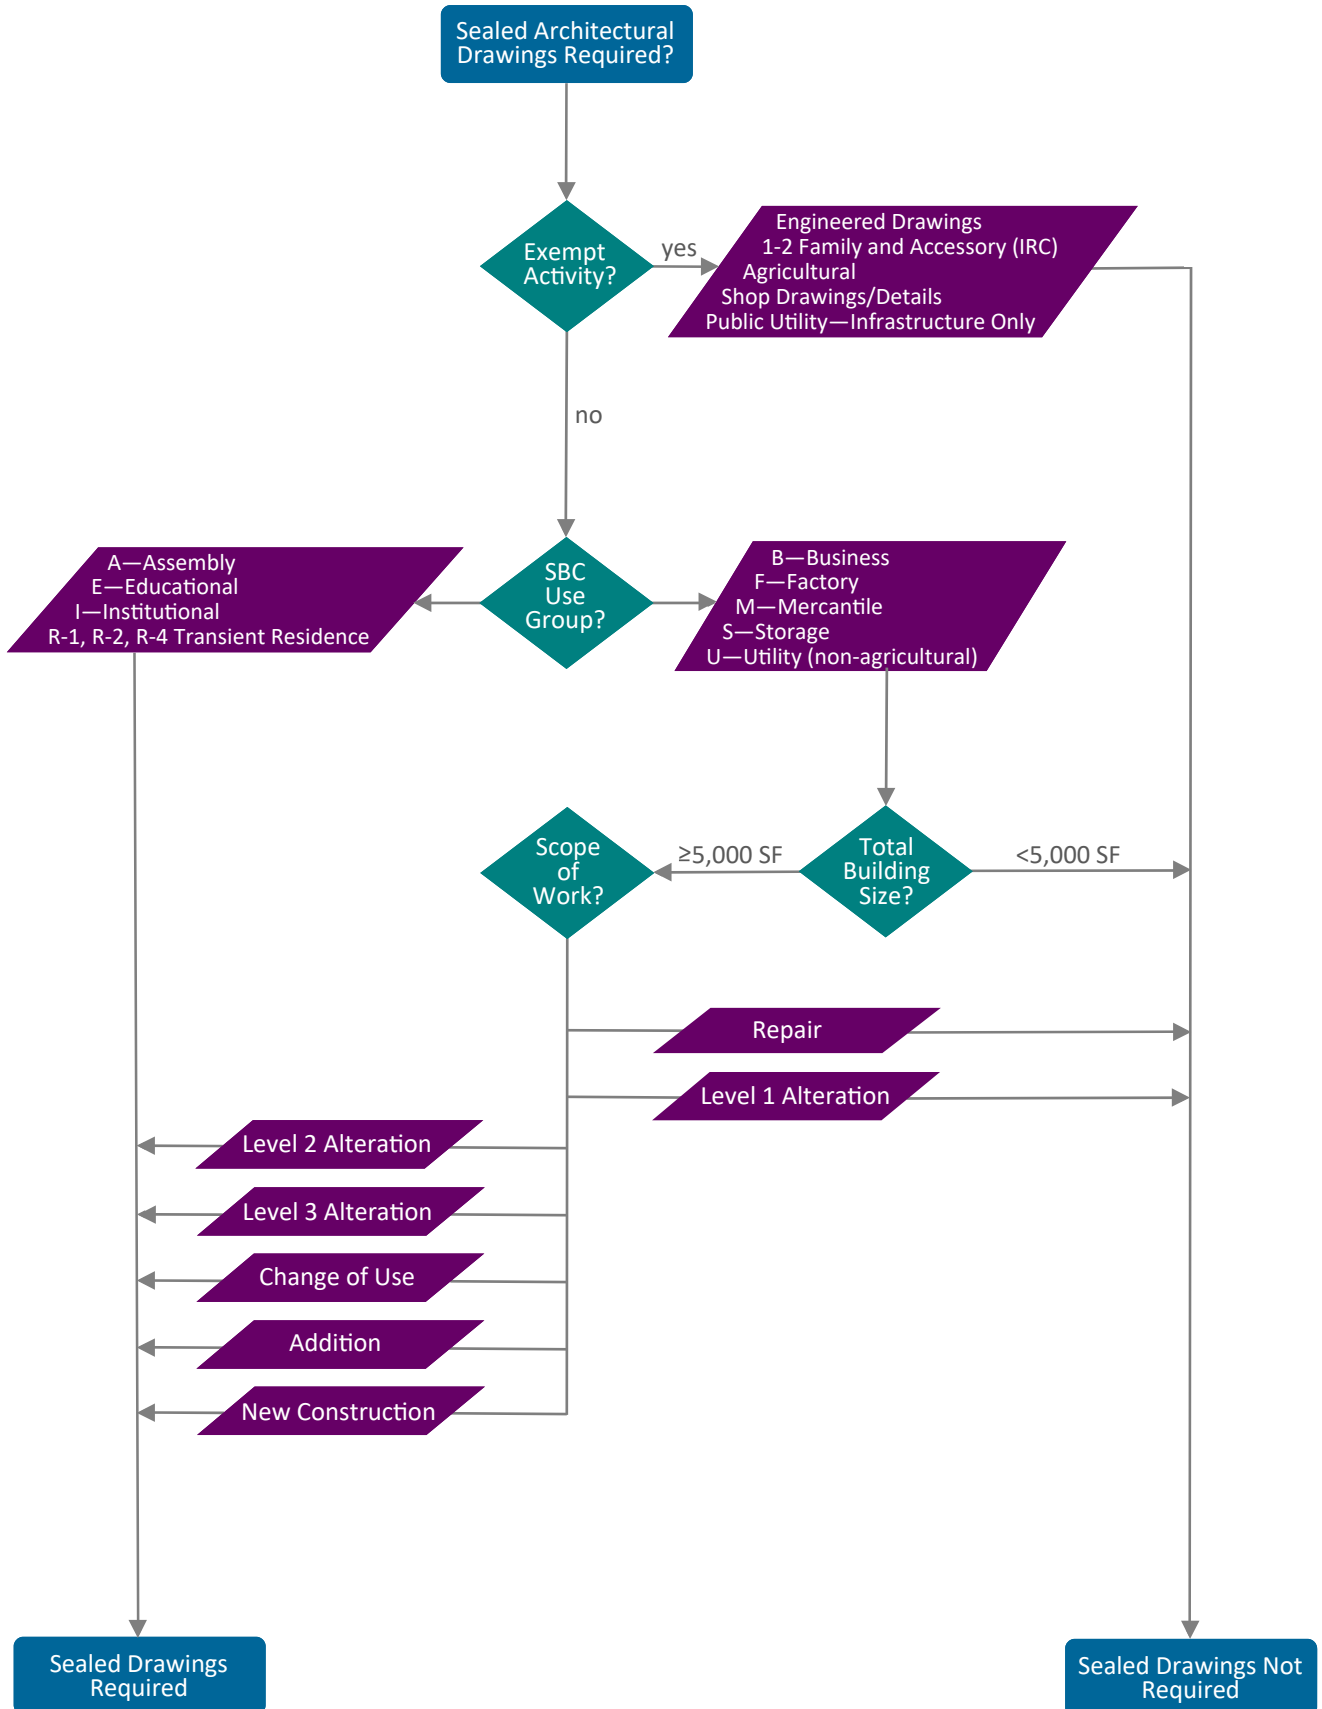 Sealed Architectural
Drawings Required?
Exempt
Activity?
yes
Engineered Drawings
1-2 Family and Accessory (IRC)
Agricultural
Shop Drawings/Details
Public Utility—Infrastructure Only
no
A—Assembly
E—Educational
I—Institutional
R-1, R-2, R-4 Transient Residence
SBC
Use
Group?
B—Business
F—Factory
M—Mercantile
S—Storage
U—Utility (non-agricultural)
Scope
of
Work?
≥5,000 SF
Total
Building
Size?
<5,000 SF
Repair
Level 1 Alteration
Level 2 Alteration
Level 3 Alteration
Change of Use
Addition
New Construction
Sealed Drawings
Required
Sealed Drawings Not
Required